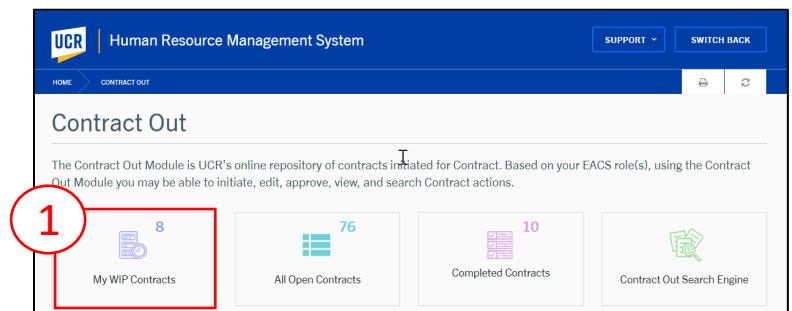 UCR
Human Resource Management System
SUPPORT
SWITCH BACK
HOME
CONTRACT OUT
Contract Out
The Contract Out Module is UCR's online repository of contracts initiated for Contract. Based on your EACS role(s), using the Contract
Out Module you may be able to initiate, edit, approve, view, and search Contract actions.
1
8
My WIP Contracts
76
All Open Contracts
10
Completed Contracts
Contract Out Search Engine